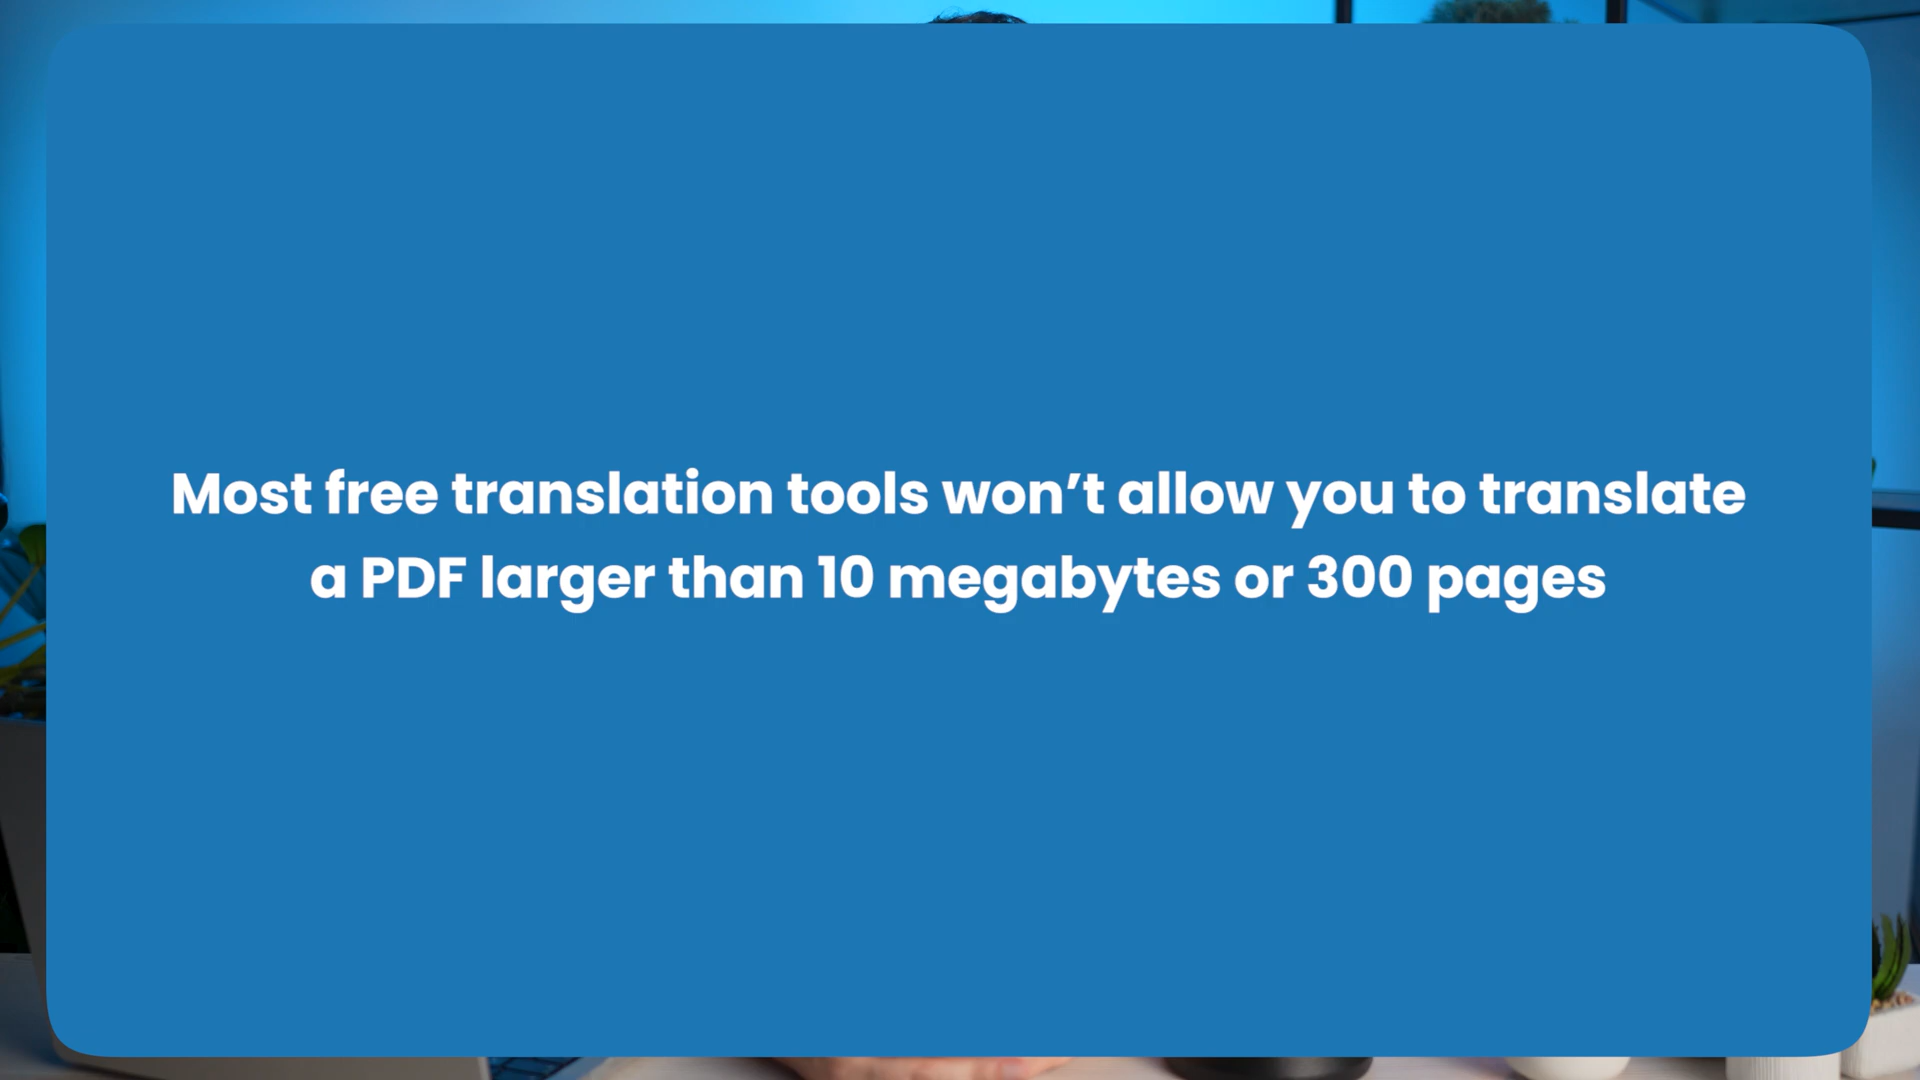 Most free translation tools won’t allow you to translate
a PDF larger than 10 megabytes or 300 pages